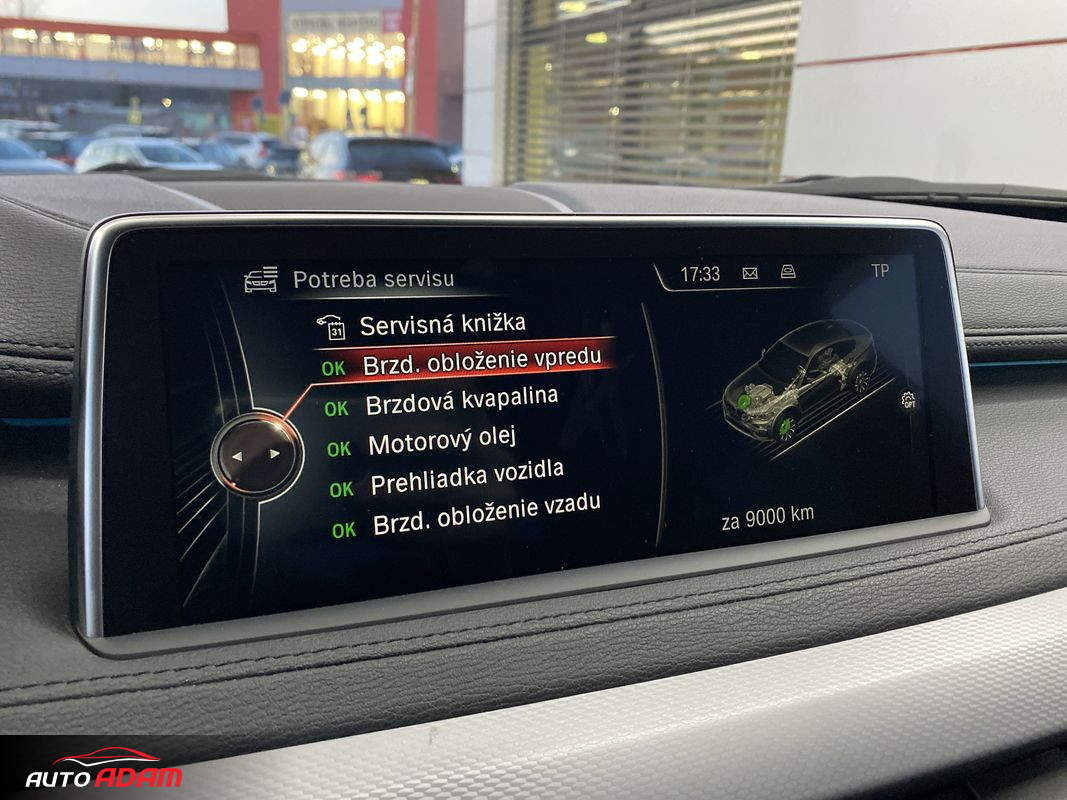 Potreba servisu
17:33
TP
31 Servisná knižka
OK Brzd. obloženie vpredu
OK Brzdová kvapalina
OK Motorový olej
OK Prehliadka vozidla
OK Brzd. obloženie vzadu
OPT
za 9000 km
AUTO ADAM